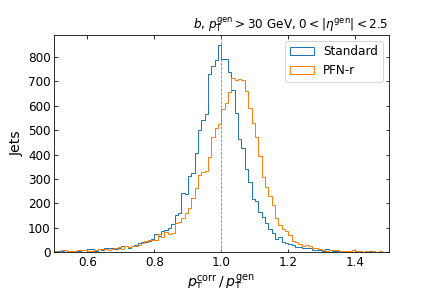 b, p_T^gen > 30 GeV, 0 < |η^gen| < 2.5
Standard
PFN-r
Jets
800
700
600
500
400
300
200
100
0
0.6 0.8 1.0 1.2 1.4
p_T^corr / p_T^gen